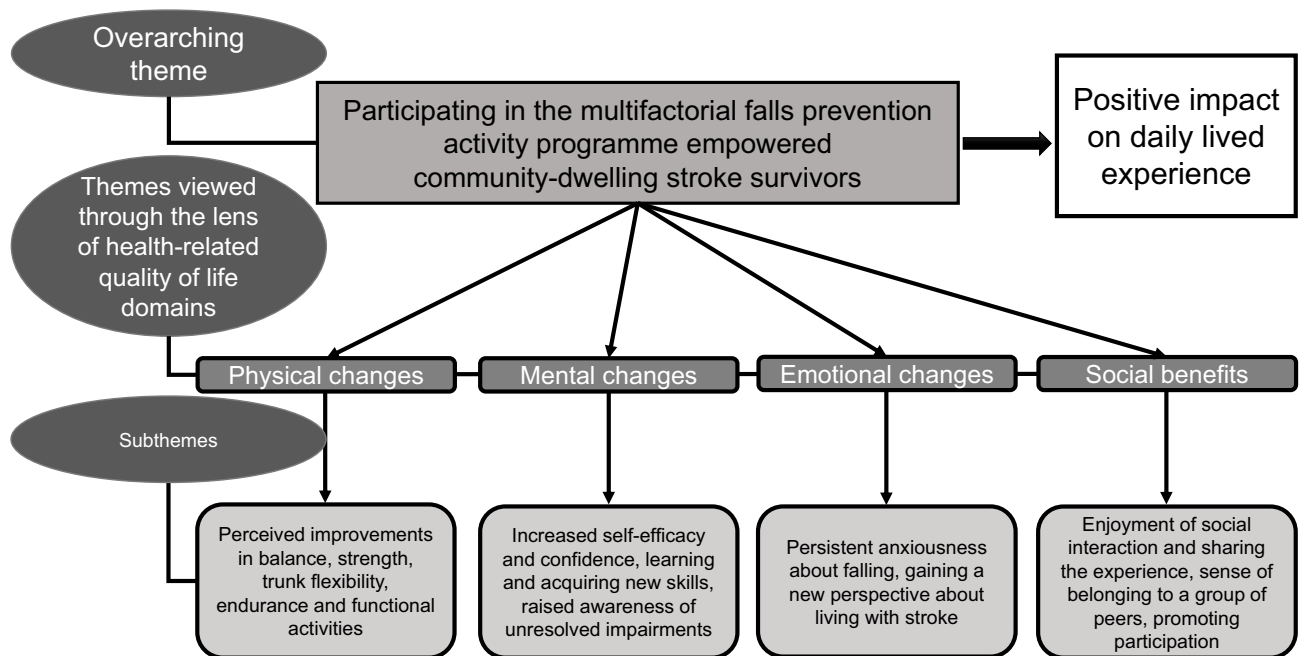 Overarching
theme
Participating in the multifactorial falls prevention
activity programme empowered
community-dwelling stroke survivors
Positive impact
on daily lived
experience
Themes viewed
through the lens
of health-related
quality of life
domains
Physical changes
Mental changes
Emotional changes
Social benefits
Subthemes
Perceived improvements
in balance, strength,
trunk flexibility,
endurance and functional
activities
Increased self-efficacy
and confidence, learning
and acquiring new skills,
raised awareness of
unresolved impairments
Persistent anxiousness
about falling, gaining a
new perspective about
living with stroke
Enjoyment of social
interaction and sharing
the experience, sense of
belonging to a group of
peers, promoting
participation